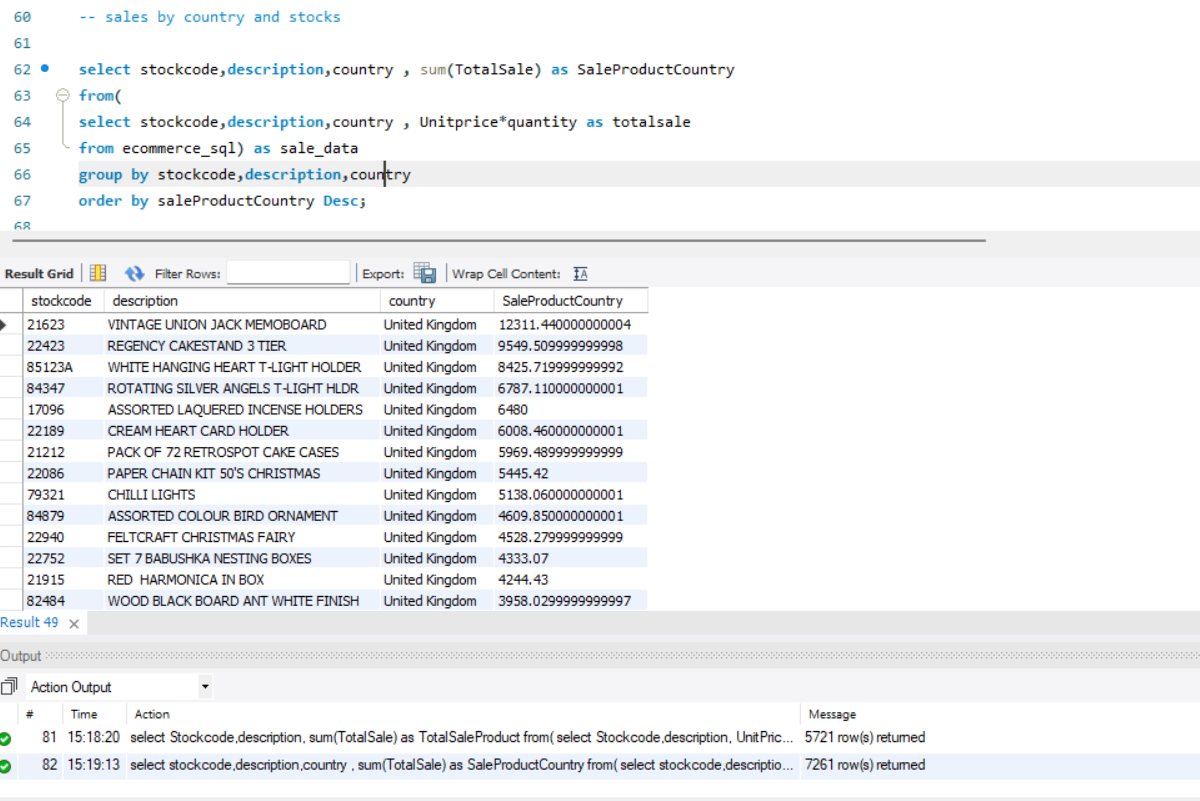 60 -- sales by country and stocks
61
62 select stockcode,description,country , sum(TotalSale) as SaleProductCountry
63 from(
64 select stockcode,description,country , Unitprice*quantity as totalsale
65 from ecommerce_sql) as sale_data
66 group by stockcode,description,country
67 order by saleProductCountry Desc;
68
Result Grid Filter Rows: Export: Wrap Cell Content: IA
stockcode description country SaleProductCountry
21623 VINTAGE UNION JACK MEMOBOARD United Kingdom 12311.440000000004
22423 REGENCY CAKESTAND 3 TIER United Kingdom 9549.509999999998
85123A WHITE HANGING HEART T-LIGHT HOLDER United Kingdom 8425.719999999992
84347 ROTATING SILVER ANGELS T-LIGHT HLDR United Kingdom 6787.110000000001
17096 ASSORTED LAQUERED INCENSE HOLDERS United Kingdom 6480
22189 CREAM HEART CARD HOLDER United Kingdom 6008.460000000001
21212 PACK OF 72 RETROSPOT CAKE CASES United Kingdom 5969.489999999999
22086 PAPER CHAIN KIT 50'S CHRISTMAS United Kingdom 5445.42
79321 CHILLI LIGHTS United Kingdom 5138.060000000001
84879 ASSORTED COLOUR BIRD ORNAMENT United Kingdom 4609.850000000001
22940 FELTCRAFT CHRISTMAS FAIRY United Kingdom 4528.279999999999
22752 SET 7 BABUSHKA NESTING BOXES United Kingdom 4333.07
21915 RED  HARMONICA IN BOX United Kingdom 4244.43
82484 WOOD BLACK BOARD ANT WHITE FINISH United Kingdom 3958.0299999999997
Result 49
Output
Action Output
# Time Action Message
81 15:18:20 select Stockcode,description, sum(TotalSale) as TotalSaleProduct from( select Stockcode,description, UnitPric... 5721 row(s) returned
82 15:19:13 select stockcode,description,country , sum(TotalSale) as SaleProductCountry from( select stockcode,descriptio... 7261 row(s) returned